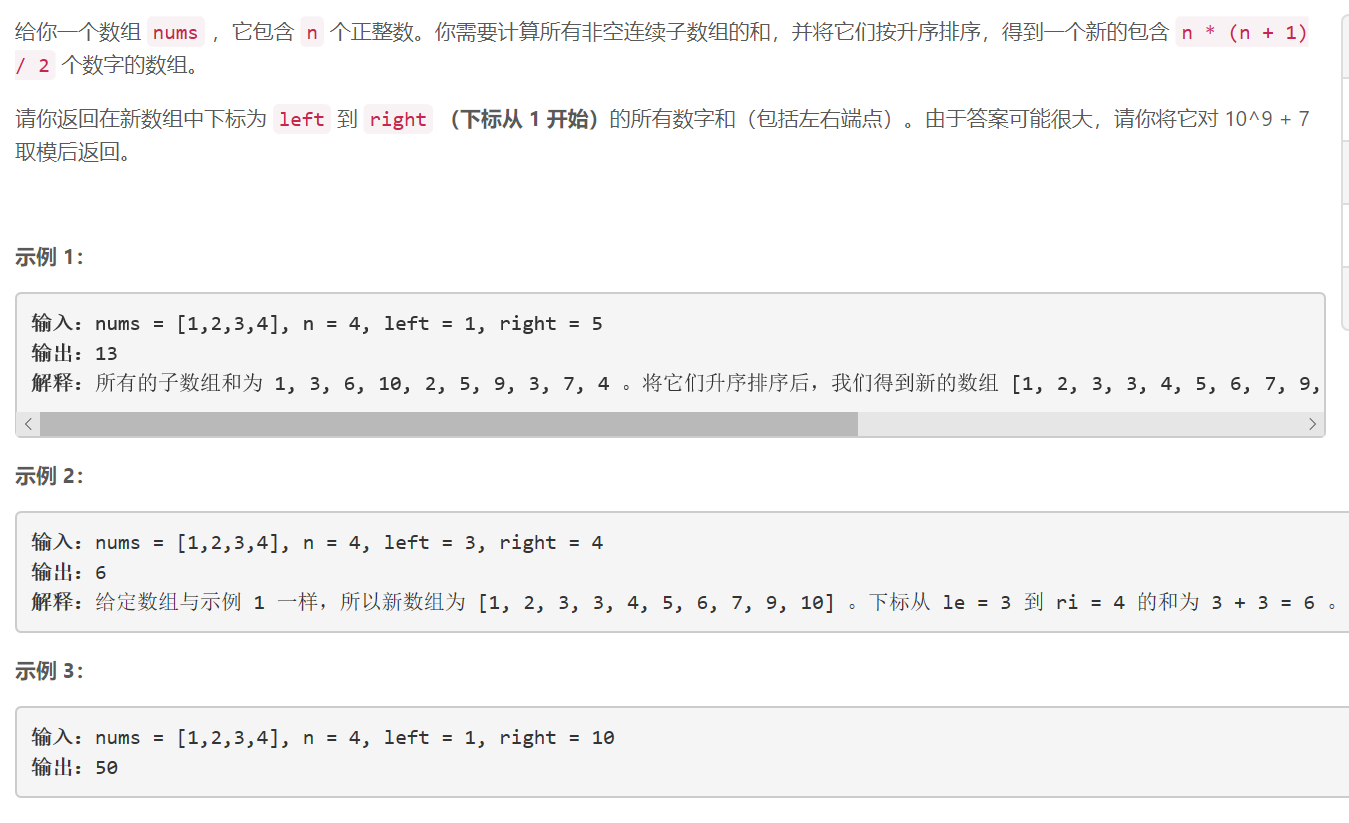 给你一个数组 nums ，它包含 n 个正整数。你需要计算所有非空连续子数组的和，并将它们按升序排序，得到一个新的包含 n * (n + 1)
/ 2 个数字的数组。
请你返回在新数组中下标为 left 到 right （下标从 1 开始）的所有数字和（包括左右端点）。由于答案可能很大，请你将它对 10^9 + 7
取模后返回。
示例 1：
输入：nums = [1,2,3,4], n = 4, left = 1, right = 5
输出：13
解释：所有的子数组和为 1, 3, 6, 10, 2, 5, 9, 3, 7, 4 。将它们升序排序后，我们得到新的数组 [1, 2, 3, 3, 4, 5, 6, 7, 9,
示例 2：
输入：nums = [1,2,3,4], n = 4, left = 3, right = 4
输出：6
解释：给定数组与示例 1 一样，所以新数组为 [1, 2, 3, 3, 4, 5, 6, 7, 9, 10] 。下标从 le = 3 到 ri = 4 的和为 3 + 3 = 6 。
示例 3：
输入：nums = [1,2,3,4], n = 4, left = 1, right = 10
输出：50